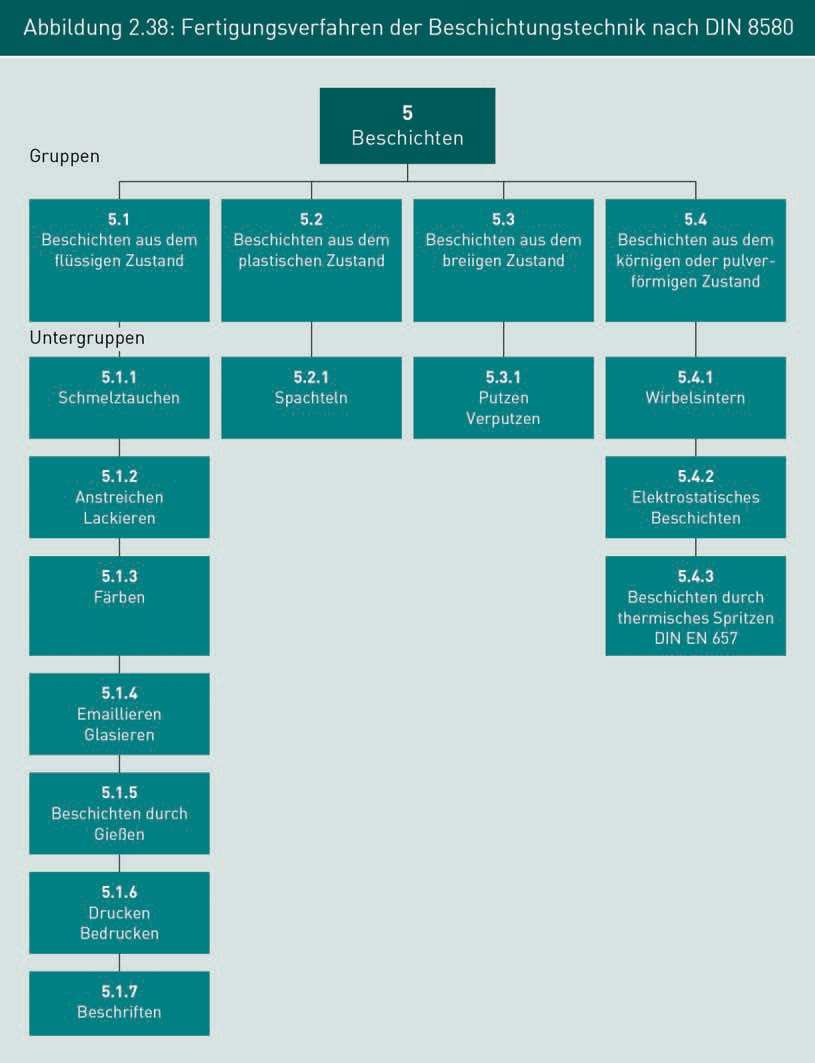 Abbildung 2.38: Fertigungsverfahren der Beschichtungstechnik nach DIN 8580
5
Beschichten
Gruppen
5.1
Beschichten aus dem
flüssigen Zustand
5.2
Beschichten aus dem
plastischen Zustand
5.3
Beschichten aus dem
breiigen Zustand
5.4
Beschichten aus dem
körnigen oder pulver-
förmigen Zustand
Untergruppen
5.1.1
Schmelztauchen
5.2.1
Spachteln
5.3.1
Putzen
Verputzen
5.4.1
Wirbelsintern
5.1.2
Anstreichen
Lackieren
5.4.2
Elektrostatisches
Beschichten
5.1.3
Färben
5.4.3
Beschichten durch
thermisches Spritzen
DIN EN 657
5.1.4
Emaillieren
Glasieren
5.1.5
Beschichten durch
Gießen
5.1.6
Drucken
Bedrucken
5.1.7
Beschriften